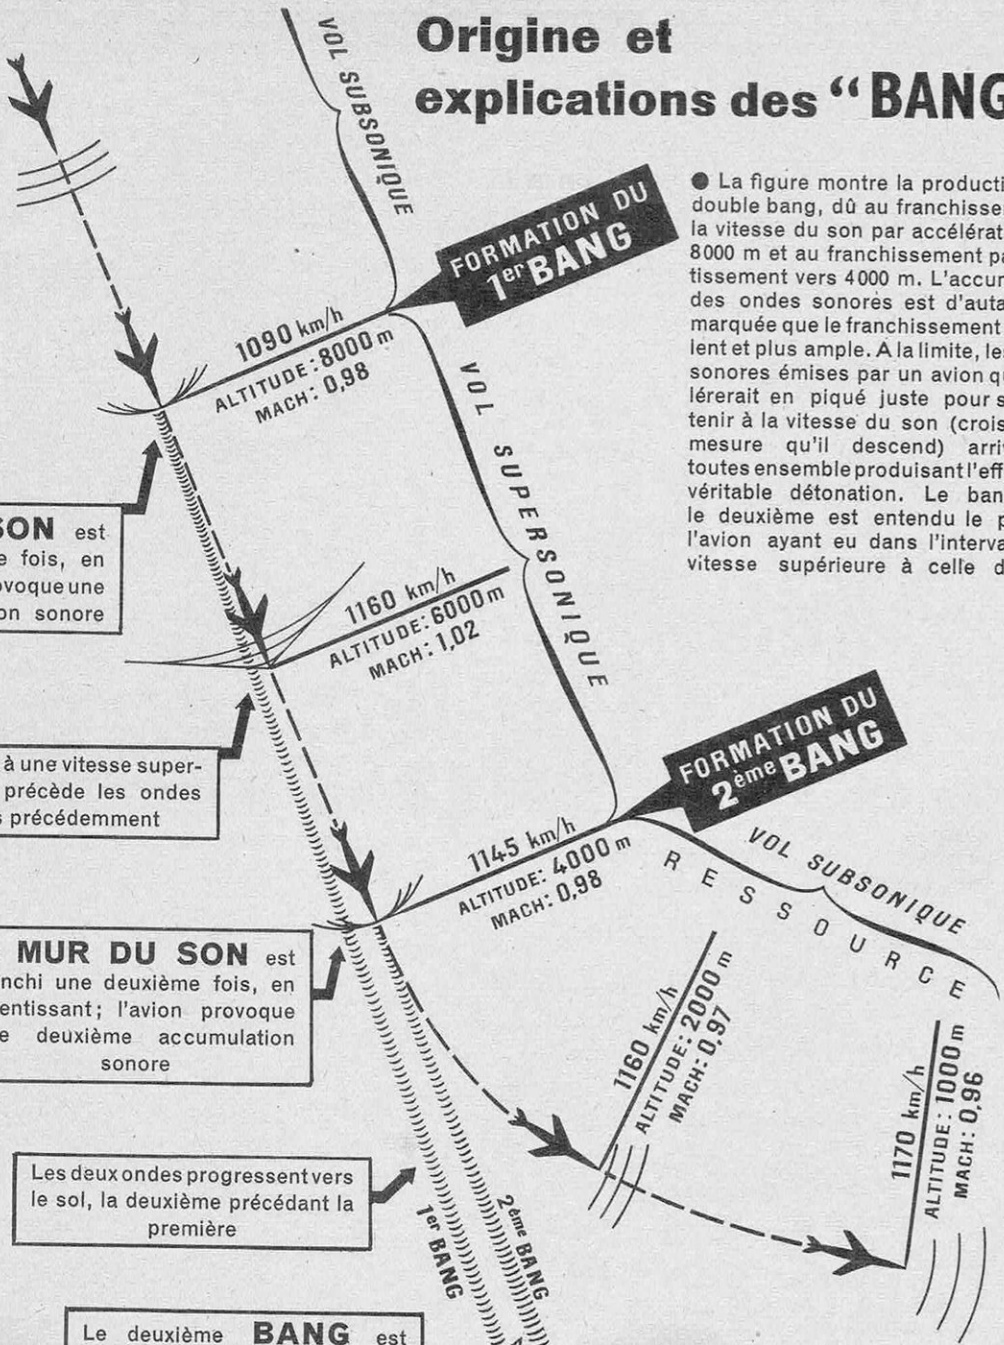 Origine et
explications des “BANG
● La figure montre la producti
double bang, dû au franchisse
la vitesse du son par accélérat
8000 m et au franchissement pa
tissement vers 4000 m. L'accur
des ondes sonores est d'auta
marquée que le franchissement
lent et plus ample. A la limite, les
sonores émises par un avion qu
lérerait en piqué juste pour s
tenir à la vitesse du son (crois
mesure qu'il descend) arriv
toutes ensemble produisant l'eff
véritable détonation. Le ban
le deuxième est entendu le p
l'avion ayant eu dans l'interva
vitesse supérieure à celle d
VOL SUBSONIQUE
FORMATION DU
1er BANG
1090 km/h
ALTITUDE: 8000 m
MACH: 0,98
VOL SUPERSONIQUE
SON est
e fois, en
ovoque une
on sonore
1160 km/h
ALTITUDE: 6000 m
MACH: 1,02
à une vitesse super-
précède les ondes
s précédemment
FORMATION DU
2ème BANG
1145 km/h
ALTITUDE: 4000 m
MACH: 0,98
VOL SUBSONIQUE
RESSOURCE
MUR DU SON est
nchi une deuxième fois, en
entissant; l'avion provoque
e deuxième accumulation
sonore
1160 km/h
ALTITUDE: 2000 m
MACH: 0,97
1170 km/h
ALTITUDE: 1000 m
MACH: 0,96
Les deux ondes progressent vers
le sol, la deuxième précédant la
première
1er BANG
2ème BANG
Le deuxième BANG est